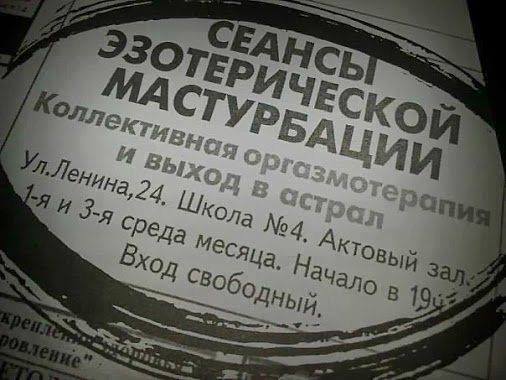 СЕАНСЫ
ЭЗОТЕРИЧЕСКОЙ
МАСТУРБАЦИИ
Коллективная оргазмотерапия
и выход в астрал
Ул.Ленина,24. Школа №4. Актовый зал.
1-я и 3-я среда месяца. Начало в 19ч.
Вход свободный.